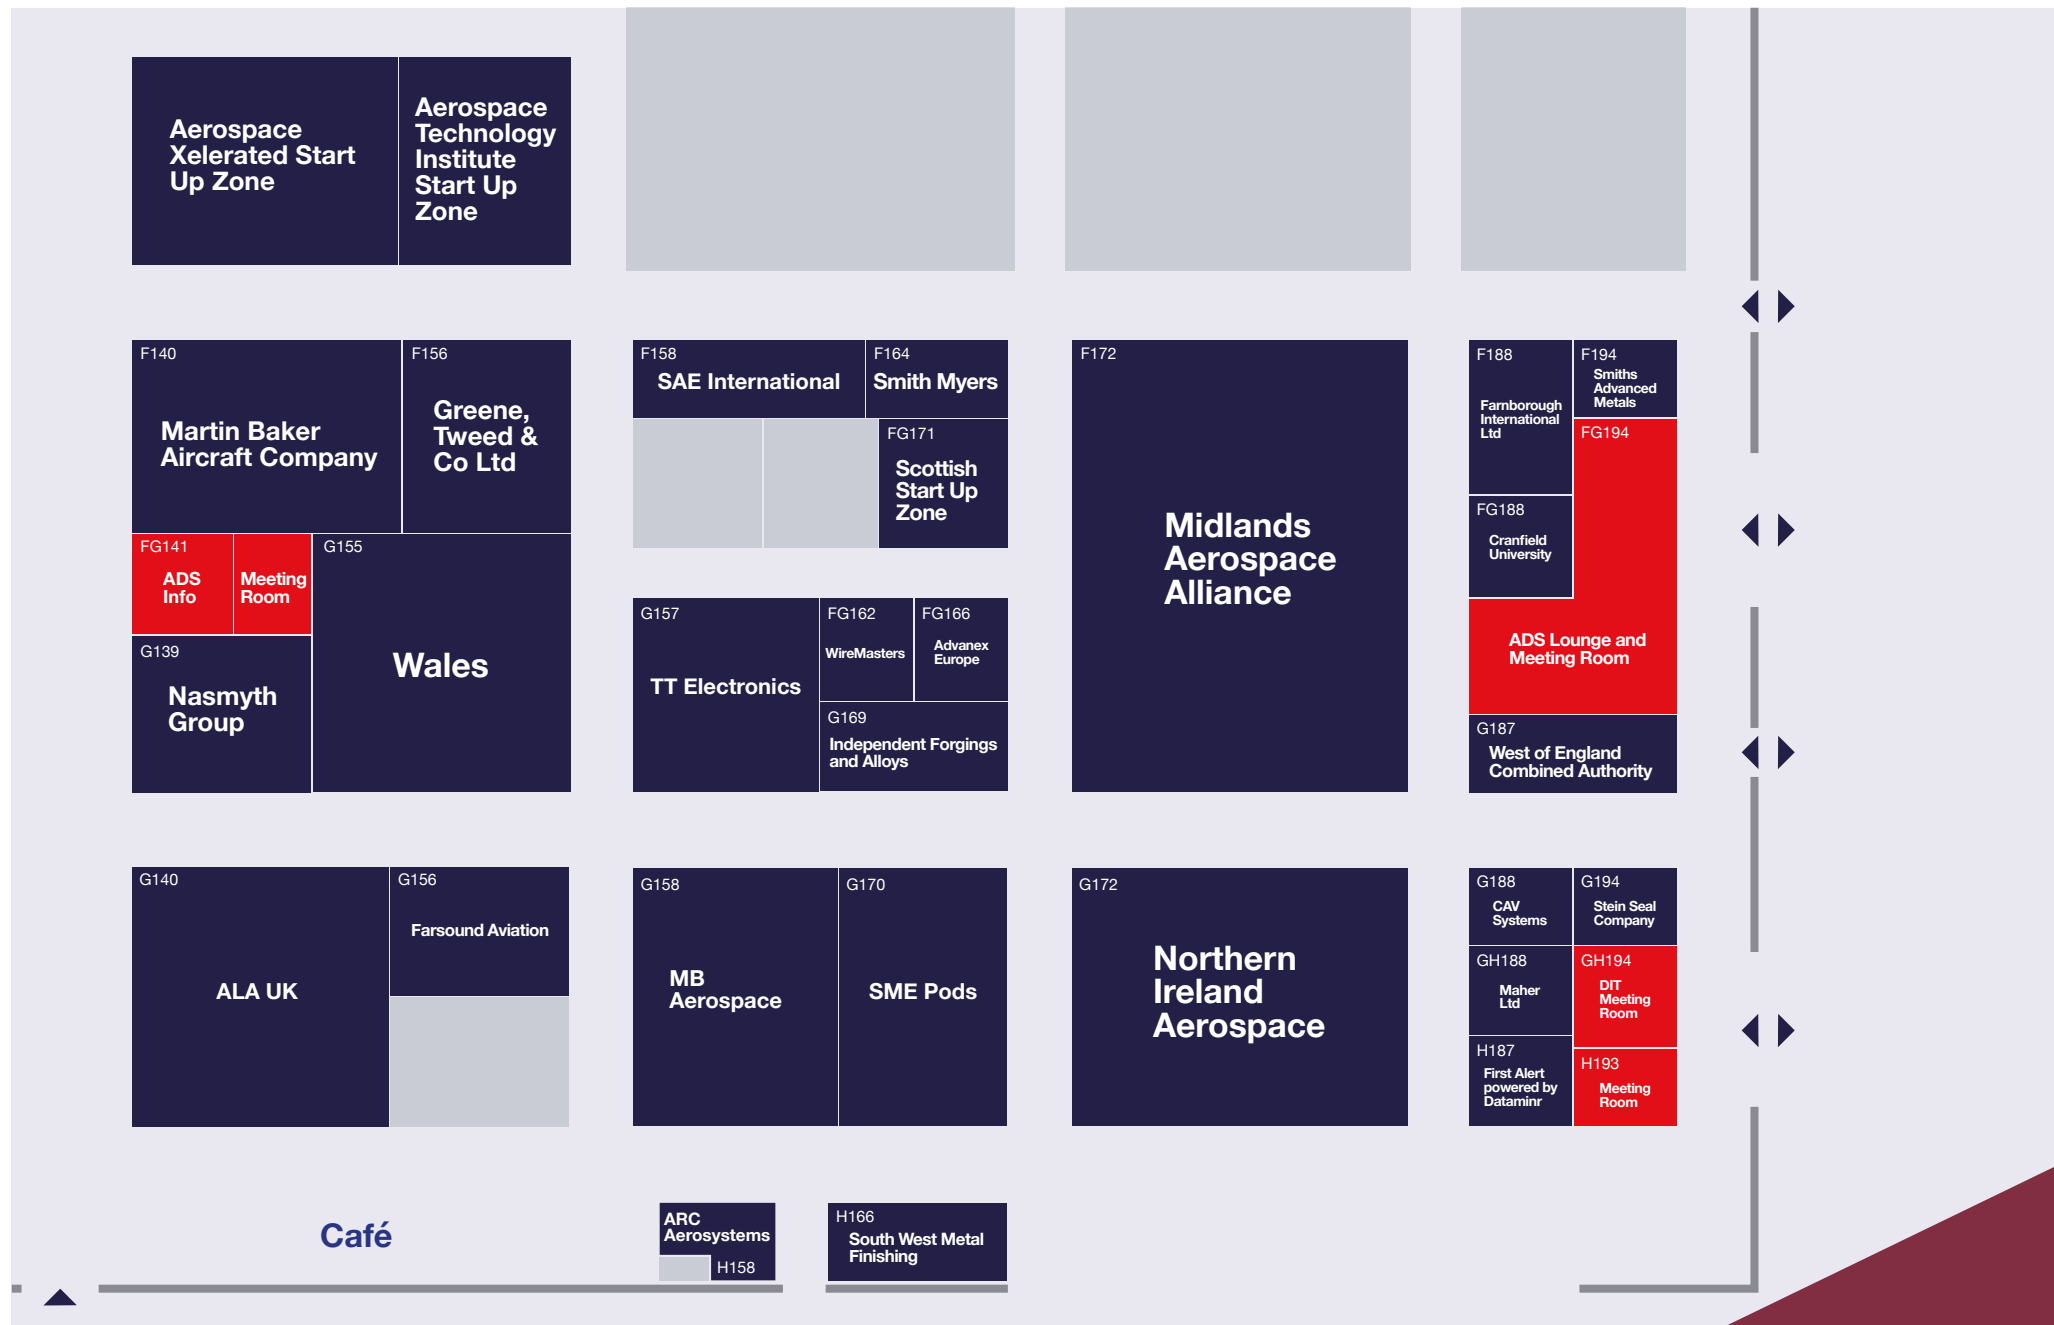 Aerospace
Xelerated Start
Up Zone
Aerospace
Technology
Institute
Start Up
Zone
F140
Martin Baker
Aircraft Company
F156
Greene,
Tweed &
Co Ltd
FG141
ADS
Info
Meeting
Room
G155
Wales
G139
Nasmyth
Group
F158
SAE International
F164
Smith Myers
FG171
Scottish
Start Up
Zone
G157
TT Electronics
FG162
WireMasters
FG166
Advanex
Europe
G169
Independent Forgings
and Alloys
F172
Midlands
Aerospace
Alliance
F188
Farnborough
International
Ltd
F194
Smiths
Advanced
Metals
FG194
FG188
Cranfield
University
ADS Lounge and
Meeting Room
G187
West of England
Combined Authority
G140
ALA UK
G156
Farsound Aviation
G158
MB
Aerospace
G170
SME Pods
G172
Northern
Ireland
Aerospace
G188
CAV
Systems
G194
Stein Seal
Company
GH188
Maher
Ltd
GH194
DIT
Meeting
Room
H187
First Alert
powered by
Dataminr
H193
Meeting
Room
Café
ARC
Aerosystems
H158
H166
South West Metal
Finishing